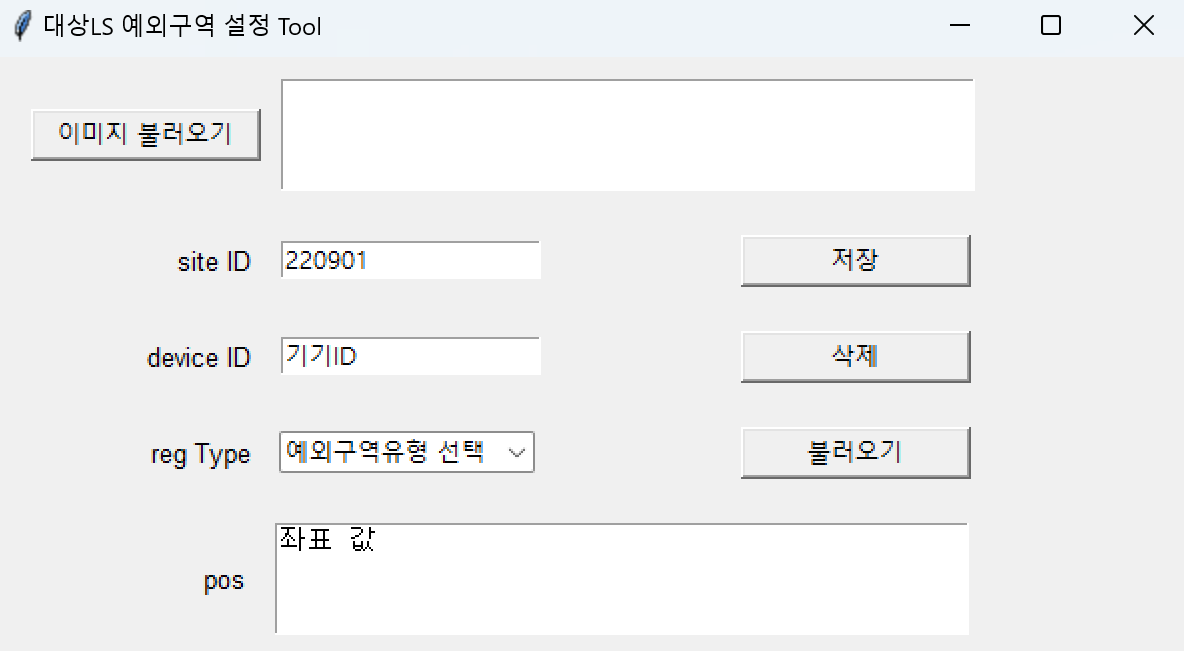 대상LS 예외구역 설정 Tool
이미지 불러오기
site ID 220901 저장
device ID 기기ID 삭제
reg Type 예외구역유형 선택 불러오기
좌표 값
pos